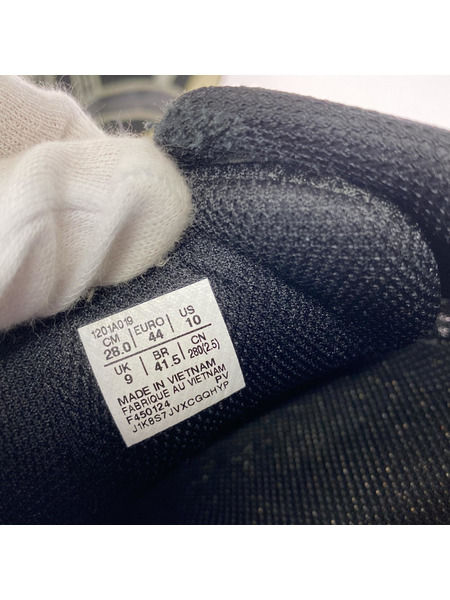 1201A019
CM EURO US
28.0 44 10
UK BR CN
9 41.5 280(2.5)
MADE IN VIETNAM
FABRIQUE AU VIETNAM
F450124 PV
J1K8S7JVXCGQHYP